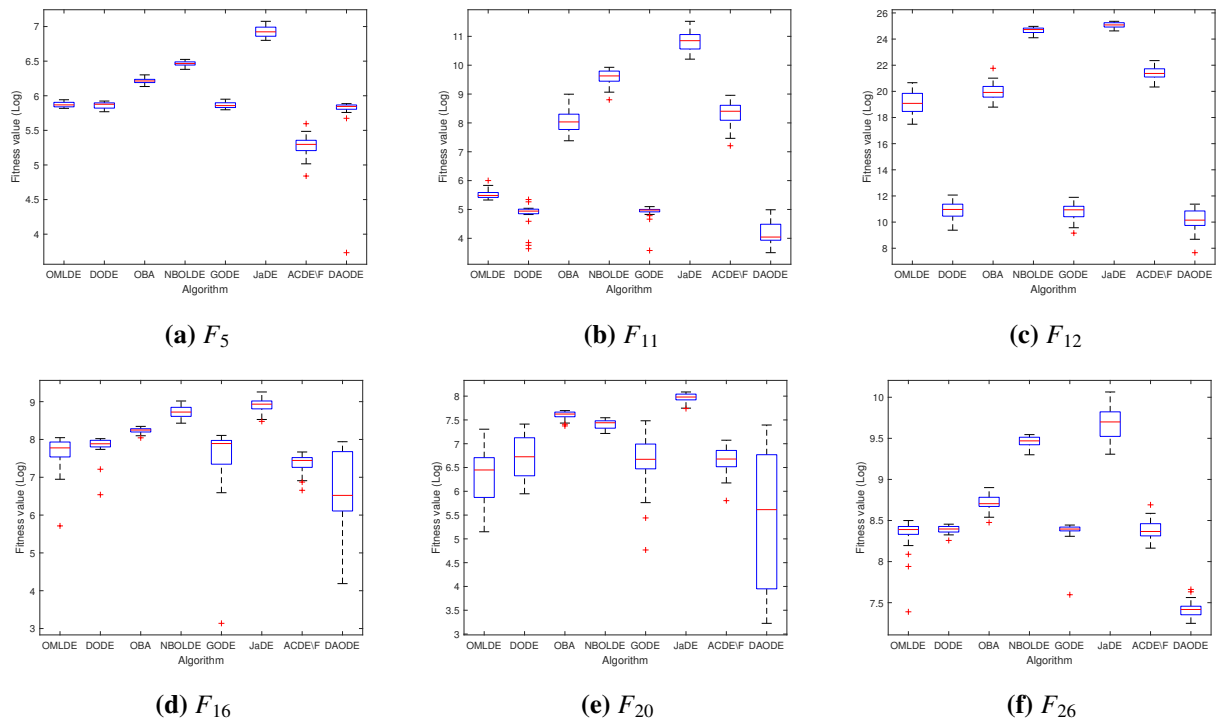 7
6.5
6
5.5
5
4.5
4
Fitness value (Log)
OMLDE DODE OBA NBOLDE GODE JaDE ACDE\F DAODE
Algorithm
(a) F5
11
10
9
8
7
6
5
4
Fitness value (Log)
OMLDE DODE OBA NBOLDE GODE JaDE ACDE\F DAODE
Algorithm
(b) F11
26
24
22
20
18
16
14
12
10
8
Fitness value (Log)
OMLDE DODE OBA NBOLDE GODE JaDE ACDE\F DAODE
Algorithm
(c) F12
9
8
7
6
5
4
3
Fitness value (Log)
OMLDE DODE OBA NBOLDE GODE JaDE ACDE\F DAODE
Algorithm
(d) F16
8
7.5
7
6.5
6
5.5
5
4.5
4
3.5
3
Fitness value (Log)
OMLDE DODE OBA NBOLDE GODE JaDE ACDE\F DAODE
Algorithm
(e) F20
10
9.5
9
8.5
8
7.5
Fitness value (Log)
OMLDE DODE OBA NBOLDE GODE JaDE ACDE\F DAODE
Algorithm
(f) F26